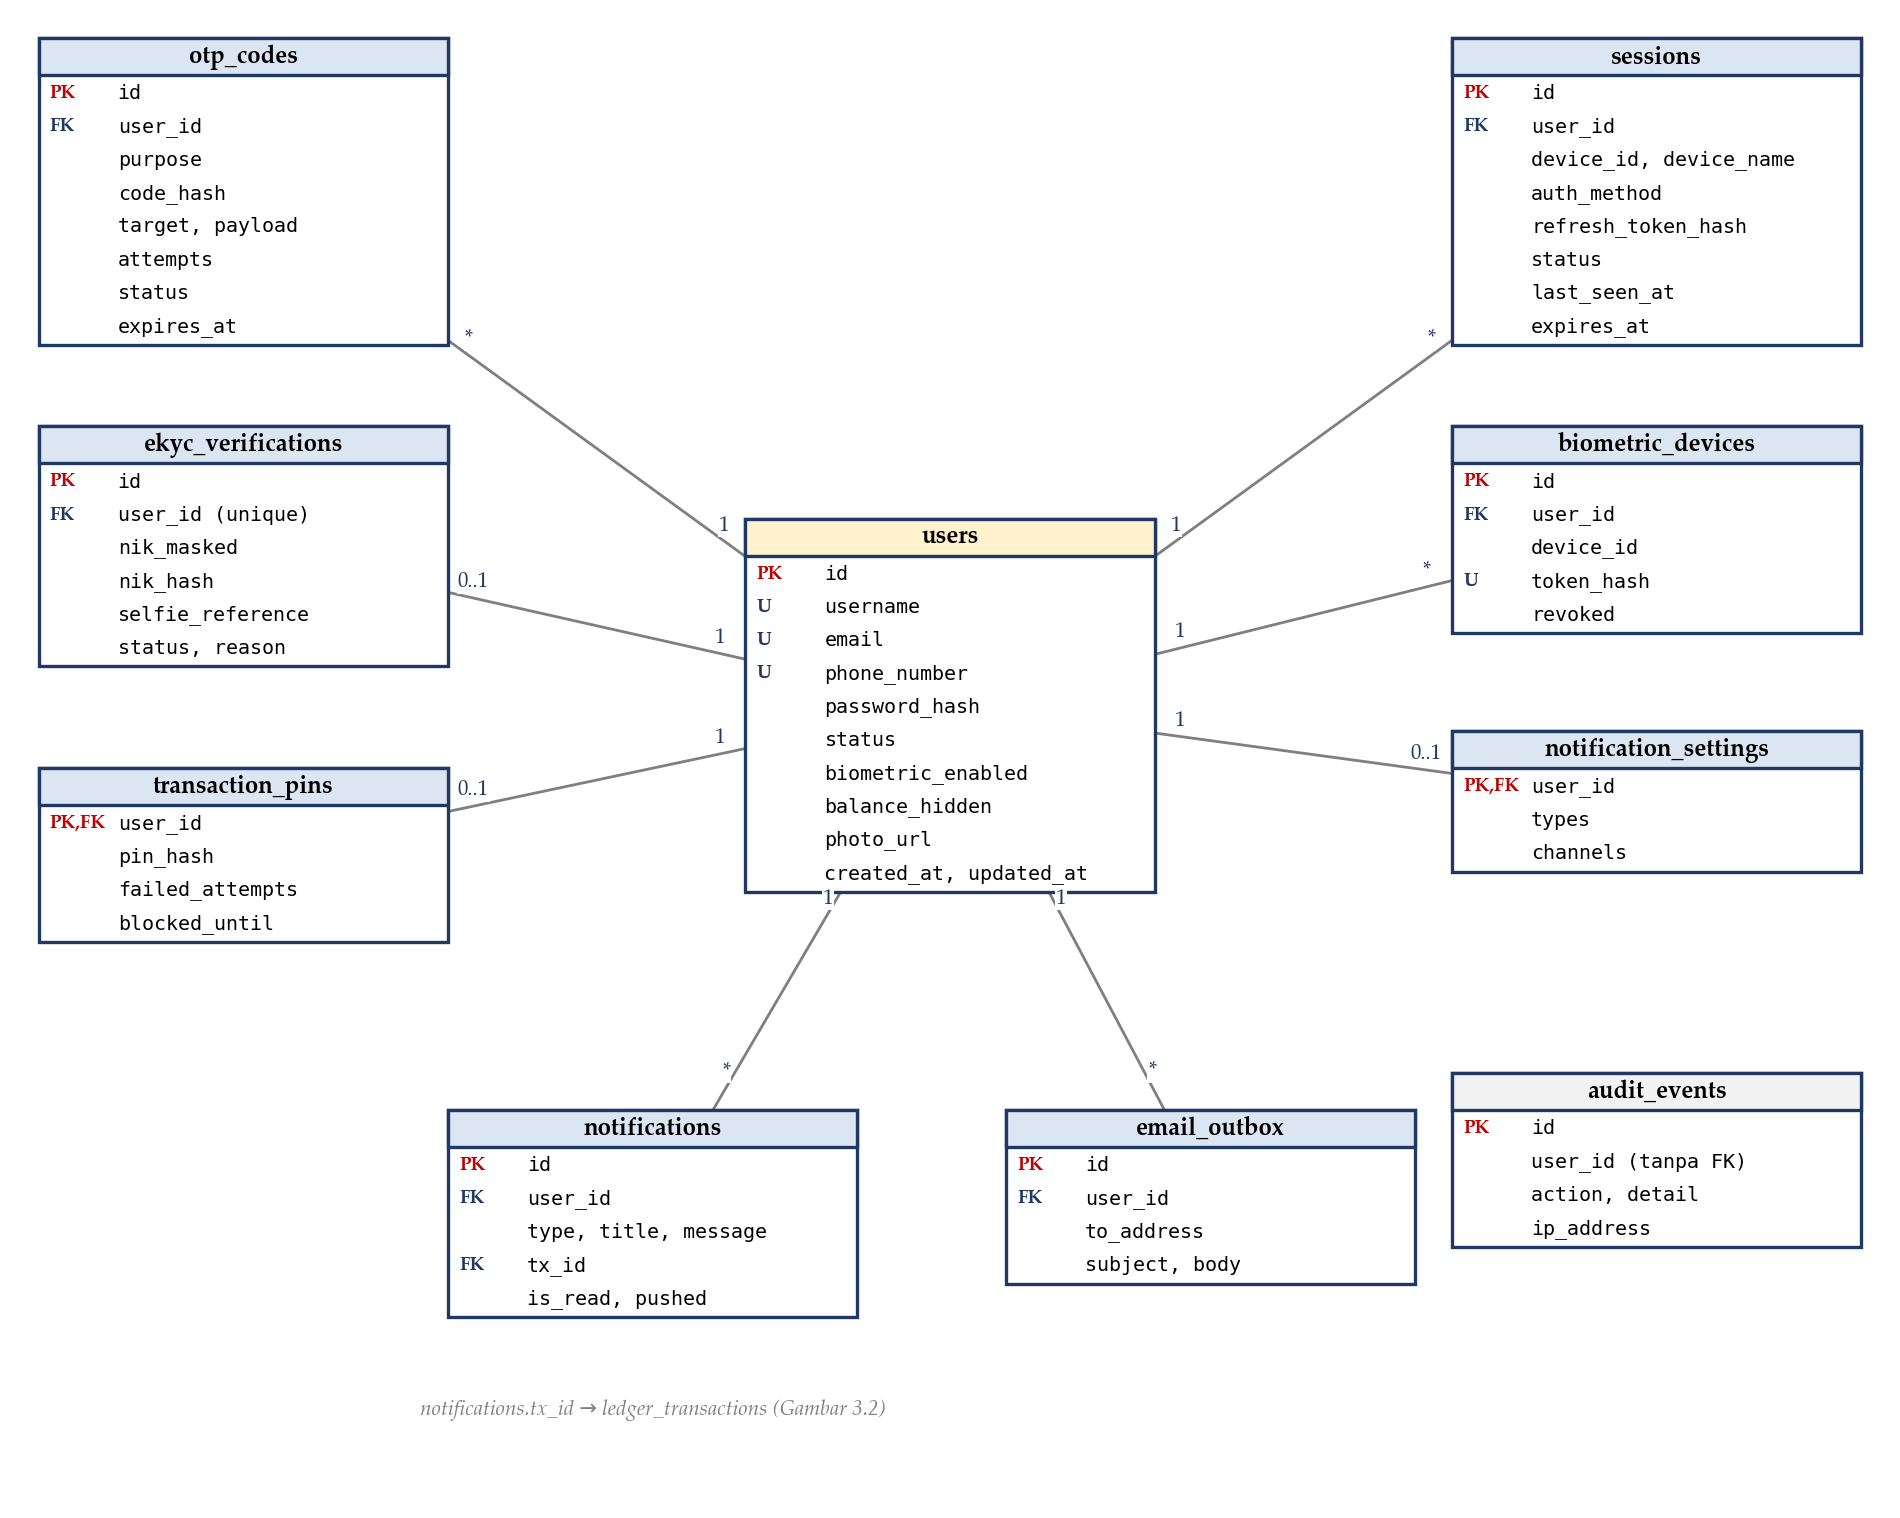 otp_codes
PK id
FK user_id
purpose
code_hash
target, payload
attempts
status
expires_at
*
1
sessions
PK id
FK user_id
device_id, device_name
auth_method
refresh_token_hash
status
last_seen_at
expires_at
*
1
ekyc_verifications
PK id
FK user_id (unique)
nik_masked
nik_hash
selfie_reference
status, reason
0..1
1
users
PK id
U username
U email
U phone_number
password_hash
status
biometric_enabled
balance_hidden
photo_url
created_at, updated_at
biometric_devices
PK id
FK user_id
device_id
U token_hash
revoked
*
1
transaction_pins
PK,FK user_id
pin_hash
failed_attempts
blocked_until
0..1
1
notification_settings
PK,FK user_id
types
channels
1
0..1
1
*
1
*
notifications
PK id
FK user_id
type, title, message
FK tx_id
is_read, pushed
email_outbox
PK id
FK user_id
to_address
subject, body
audit_events
PK id
user_id (tanpa FK)
action, detail
ip_address
notifications.tx_id → ledger_transactions (Gambar 3.2)